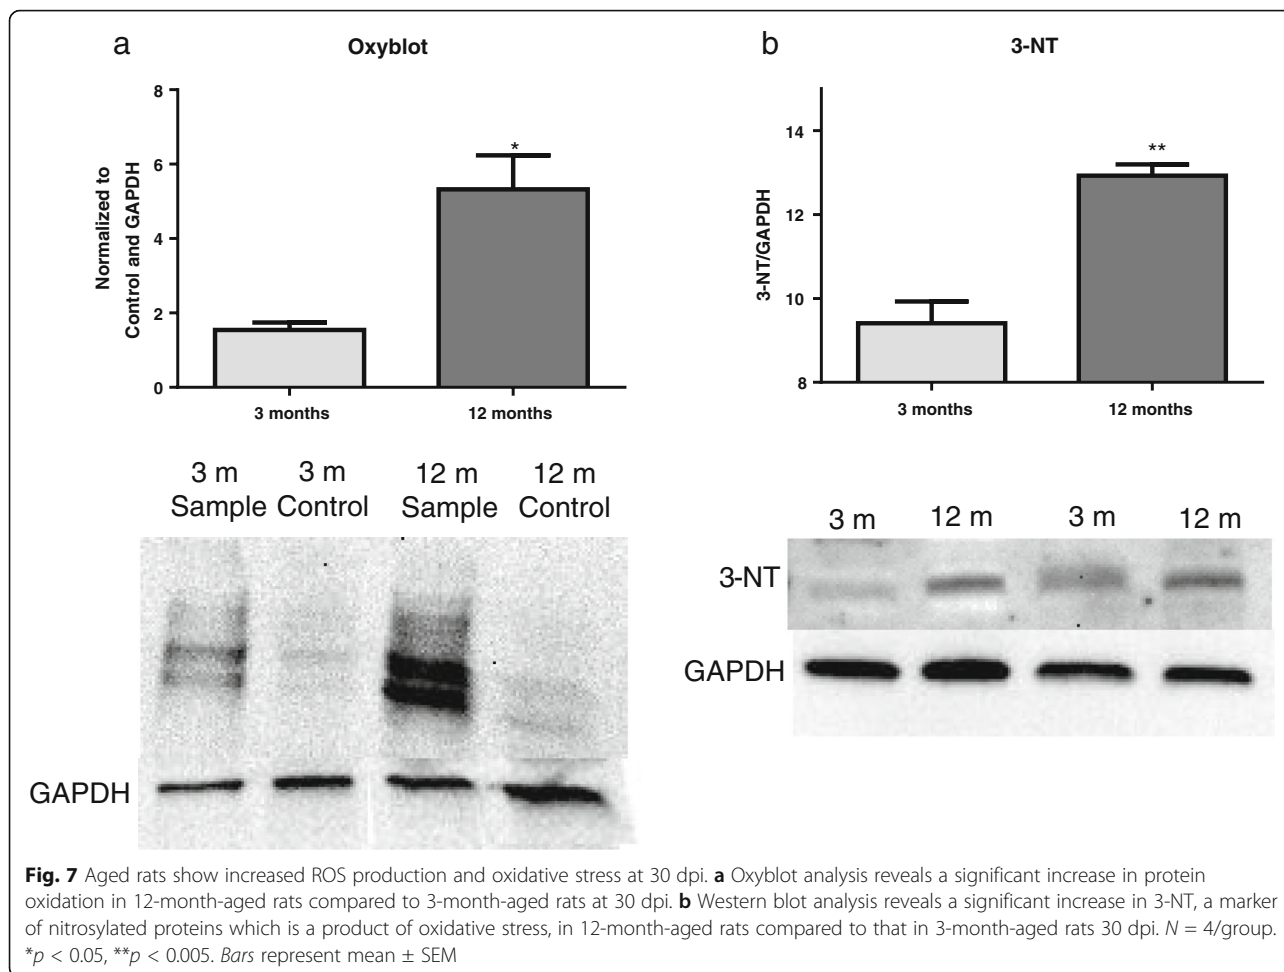 a
Oxyblot
8
6
4
2
0
Normalized to
Control and GAPDH
*
3 months
12 months
b
3-NT
14
12
10
8
3-NT/GAPDH
**
3 months
12 months
3 m
Sample
3 m
Control
12 m
Sample
12 m
Control
GAPDH
3 m
12 m
3 m
12 m
3-NT
GAPDH
Fig. 7 Aged rats show increased ROS production and oxidative stress at 30 dpi. a Oxyblot analysis reveals a significant increase in protein
oxidation in 12-month-aged rats compared to 3-month-aged rats at 30 dpi. b Western blot analysis reveals a significant increase in 3-NT, a marker
of nitrosylated proteins which is a product of oxidative stress, in 12-month-aged rats compared to that in 3-month-aged rats 30 dpi. N = 4/group.
*p < 0.05, **p < 0.005. Bars represent mean ± SEM